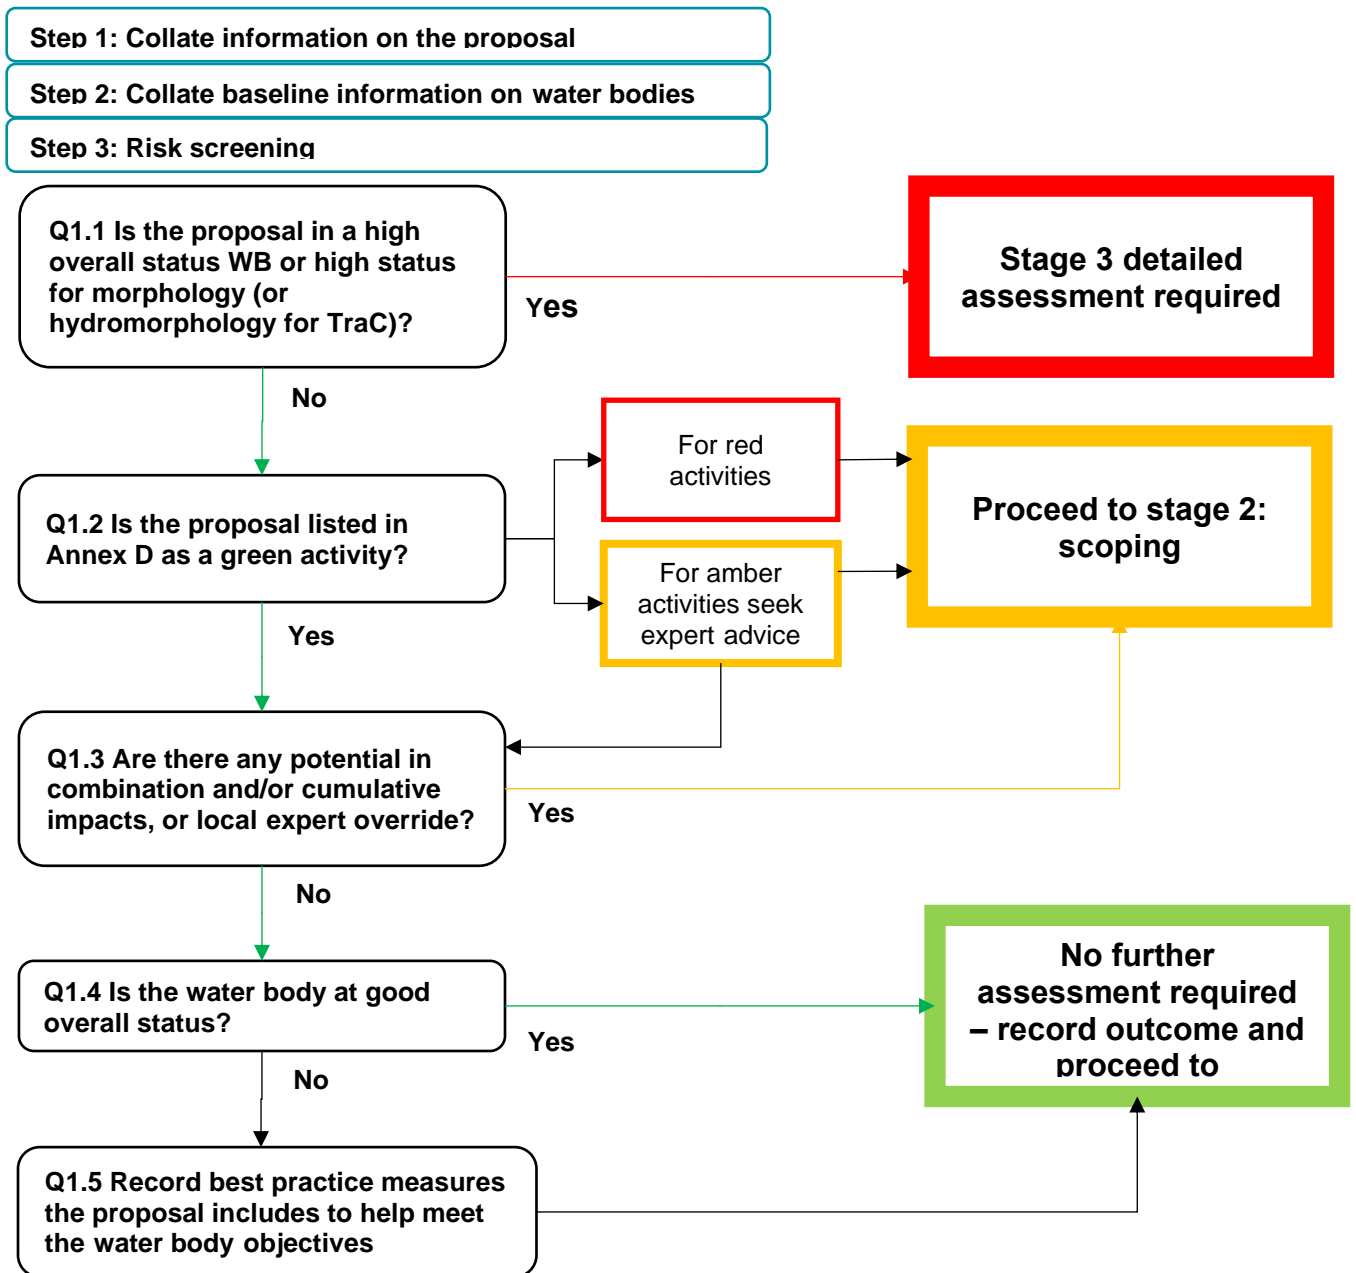 Step 1: Collate information on the proposal
Step 2: Collate baseline information on water bodies
Step 3: Risk screening
Q1.1 Is the proposal in a high
overall status WB or high status
for morphology (or
hydromorphology for TraC)?
Yes
Stage 3 detailed
assessment required
No
For red
activities
Q1.2 Is the proposal listed in
Annex D as a green activity?
For amber
activities seek
expert advice
Proceed to stage 2:
scoping
Yes
Q1.3 Are there any potential in
combination and/or cumulative
impacts, or local expert override?
Yes
No
Q1.4 Is the water body at good
overall status?
Yes
No further
assessment required
– record outcome and
proceed to
No
Q1.5 Record best practice measures
the proposal includes to help meet
the water body objectives